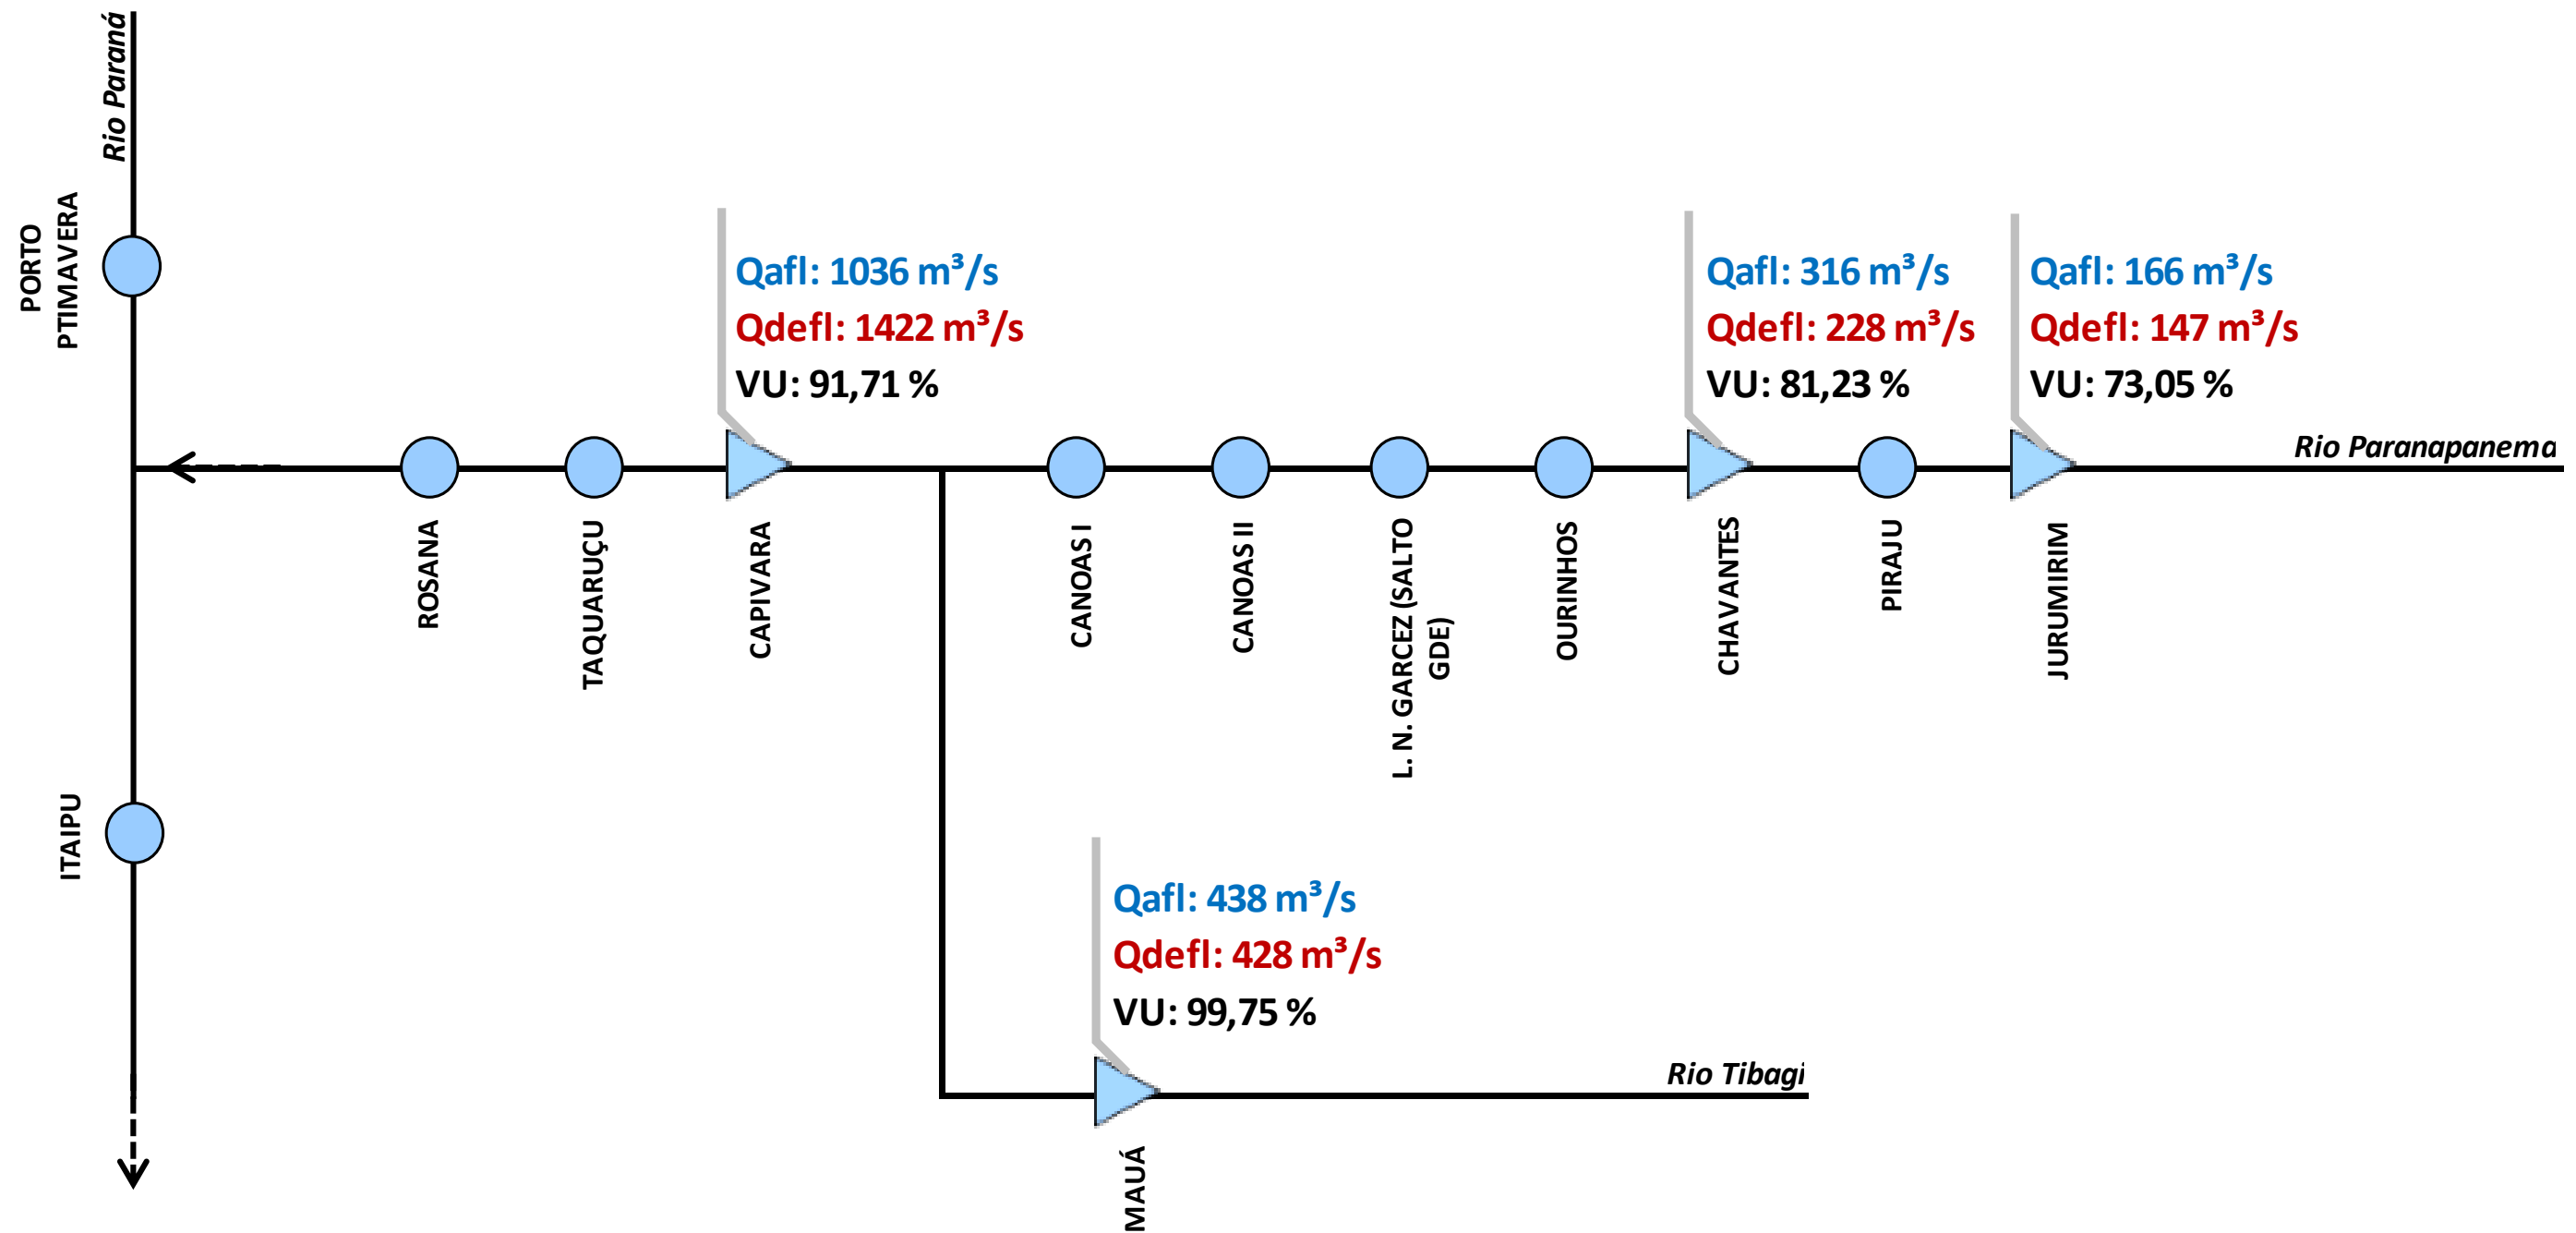 Rio Paraná
PORTO
PTIMAVERA
Qafl: 1036 m³/s
Qdefl: 1422 m³/s
VU: 91,71 %
Qafl: 316 m³/s
Qdefl: 228 m³/s
VU: 81,23 %
Qafl: 166 m³/s
Qdefl: 147 m³/s
VU: 73,05 %
Rio Paranapanema
ROSANA
TAQUARUÇU
CAPIVARA
CANOAS I
CANOAS II
L. N. GARCEZ (SALTO
GDE)
OURINHOS
CHAVANTES
PIRAJU
JURUMIRIM
ITAIPU
Qafl: 438 m³/s
Qdefl: 428 m³/s
VU: 99,75 %
Rio Tibagi
MAUÁ